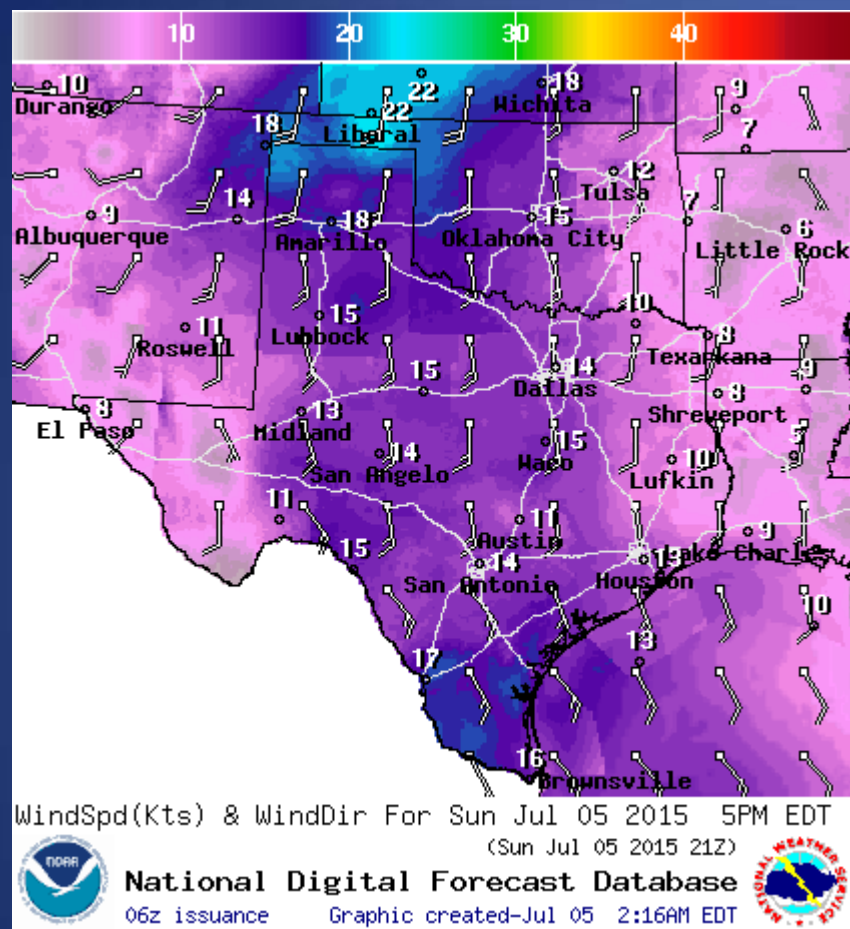 10 20 30 40
10 22 18 9
Durango 22 Wichita
18 Liberal 7
12
Tulsa
9 14 18 15 7 6
Albuquerque Amarillo Oklahoma City Little Rock
15 10
11 Lubbock 8
Roswell Texarkana
15 14 9
Dallas 8
8 13 Shreveport
El Paso Midland 14 15 5
San Angelo Waco 10
Lufkin
11 11 9
Austin Lake Charles
15 14 13
San Antonio Houston
10
13
17
16
Brownsville
WindSpd(Kts) & WindDir For Sun Jul 05 2015 5PM EDT
(Sun Jul 05 2015 21Z)
NOAA
National Digital Forecast Database
06z issuance Graphic created-Jul 05 2:16AM EDT
NATIONAL WEATHER SERVICE